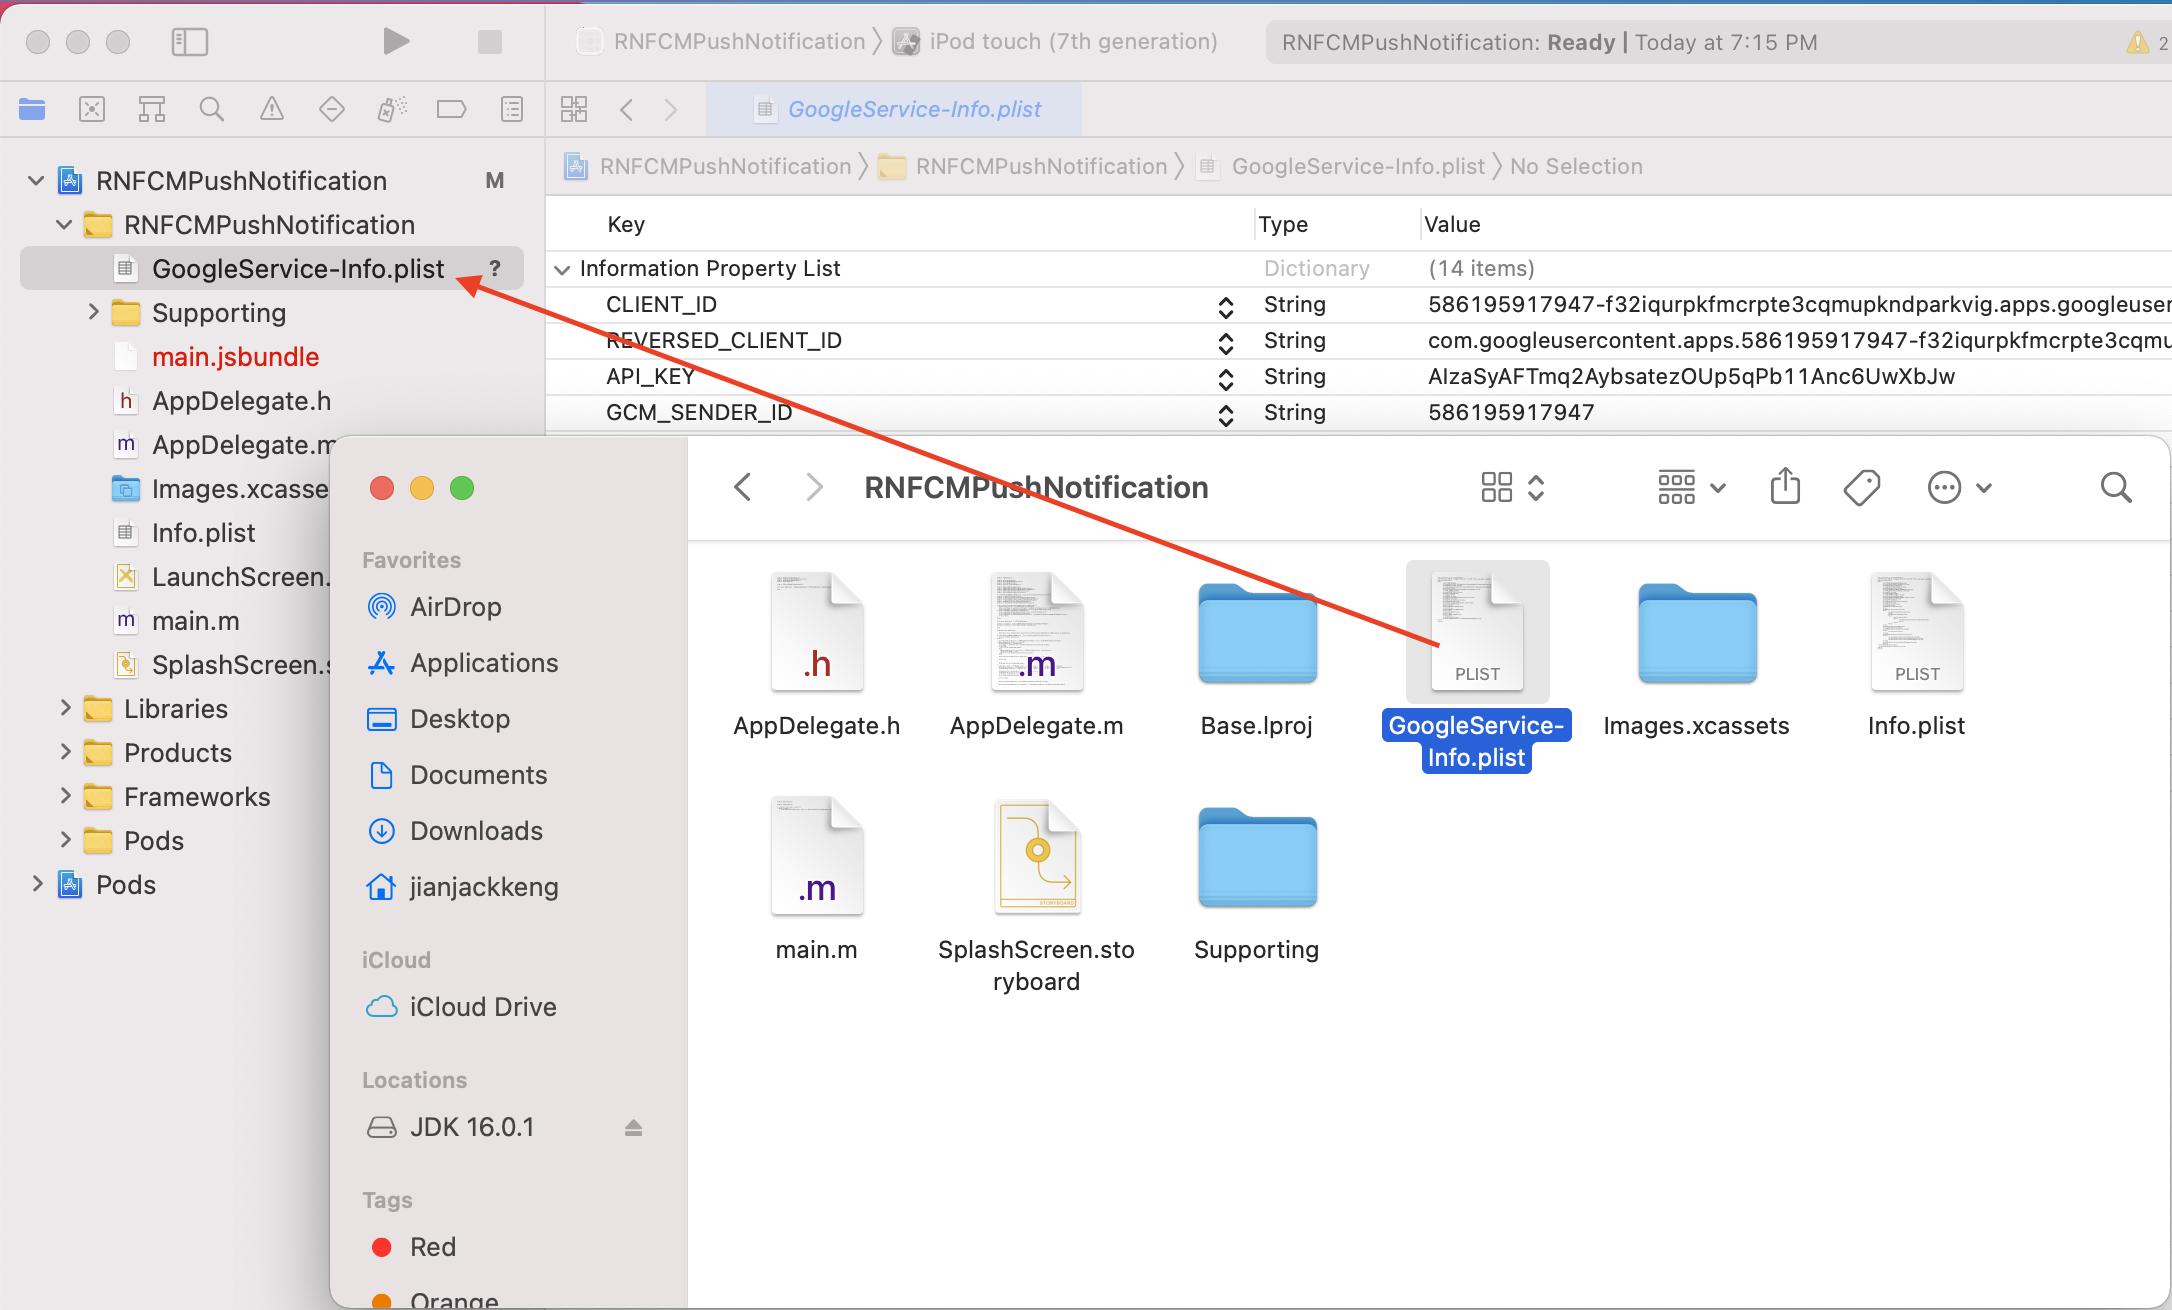 RNFCMPushNotification
iPod touch (7th generation)
RNFCMPushNotification: Ready | Today at 7:15 PM
2
GoogleService-Info.plist
RNFCMPushNotification
RNFCMPushNotification
GoogleService-Info.plist
No Selection
RNFCMPushNotification M
RNFCMPushNotification
GoogleService-Info.plist ?
Supporting
main.jsbundle
h AppDelegate.h
m AppDelegate.m
Images.xcasse
Info.plist
LaunchScreen.
m main.m
SplashScreen.s
Libraries
Products
Frameworks
Pods
Pods
Key Type Value
Information Property List Dictionary (14 items)
CLIENT_ID String 586195917947-f32iqurpkfmcrpte3cqmupkndparkvig.apps.googleuser
REVERSED_CLIENT_ID String com.googleusercontent.apps.586195917947-f32iqurpkfmcrpte3cqmu
API_KEY String AIzaSyAFTmq2AybsatezOUp5qPb11Anc6UwXbJw
GCM_SENDER_ID String 586195917947
RNFCMPushNotification
Favorites
AirDrop
Applications
Desktop
Documents
Downloads
jianjackkeng
iCloud
iCloud Drive
Locations
JDK 16.0.1
Tags
Red
Orange
.h
AppDelegate.h
.m
AppDelegate.m
Base.lproj
PLIST
GoogleService-
Info.plist
Images.xcassets
PLIST
Info.plist
.m
main.m
STORYBOARD
SplashScreen.sto
ryboard
Supporting